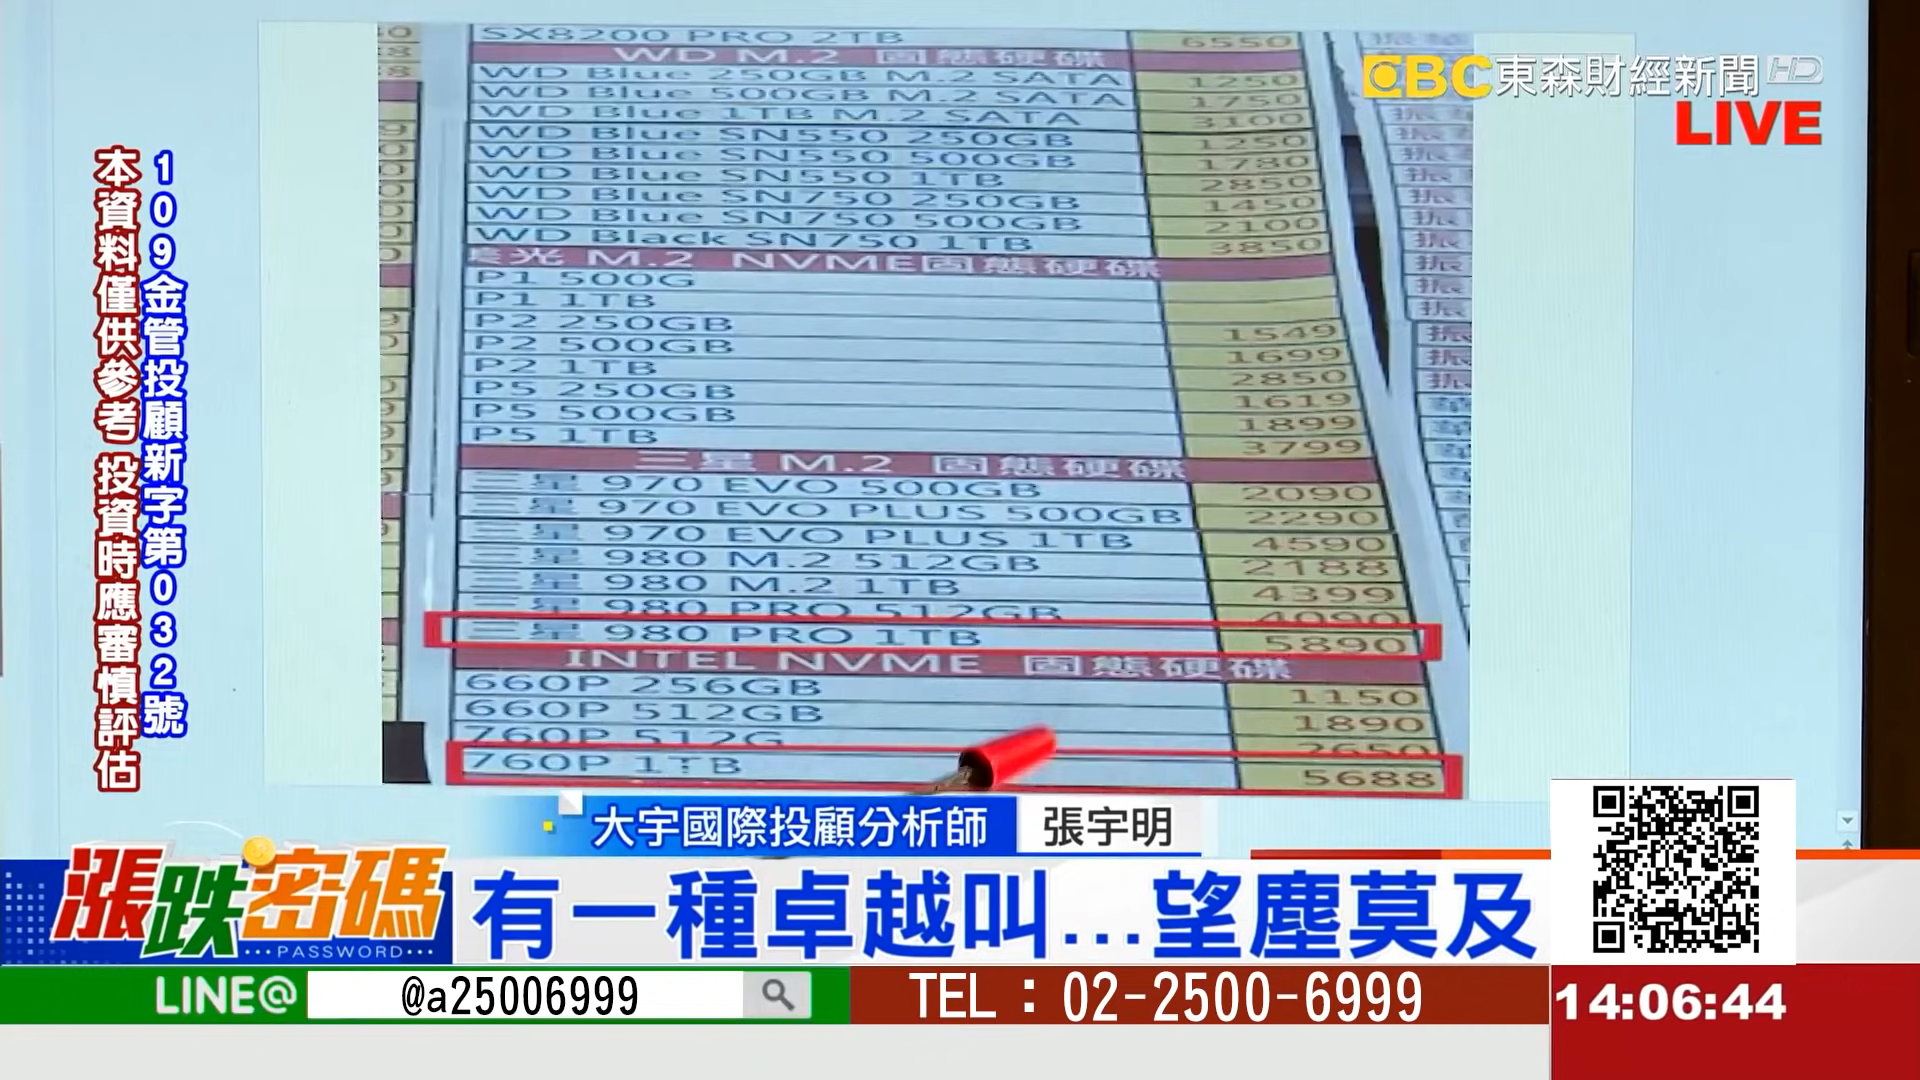 EBC東森財經新聞HD
LIVE
109金管投顧新字第032號
本資料僅供參考 投資時應審慎評估
SX8200 PRO 2TB 6550
WD M.2 固態硬碟
WD Blue 250GB M.2 SATA 1250
WD Blue 500GB M.2 SATA 1750
WD Blue 1TB M.2 SATA 3100
WD Blue SN550 250GB 1250
WD Blue SN550 500GB 1780
WD Blue SN550 1TB 2850
WD Blue SN750 250GB 1450
WD Blue SN750 500GB 2100
WD Black SN750 1TB 3850
光 M.2 NVME固態硬碟
P1 500G
P1 1TB
P2 250GB 1549
P2 500GB 1699
P2 1TB 2850
P5 250GB 1619
P5 500GB 1899
P5 1TB 3799
三星 M.2 固態硬碟
三星 970 EVO 500GB 2090
三星 970 EVO PLUS 500GB 2290
三星 970 EVO PLUS 1TB 4590
三星 980 M.2 512GB 2188
三星 980 M.2 1TB 4399
三星 980 PRO 512GB 4090
三星 980 PRO 1TB 5890
INTEL NVME 固態硬碟
660P 256GB 1150
660P 512GB 1890
760P 512G 2650
760P 1TB 5688
大宇國際投顧分析師 張宇明
漲跌密碼
PASSWORD
有一種卓越叫...望塵莫及
LINE@ @a25006999
TEL：02-2500-6999
14:06:44